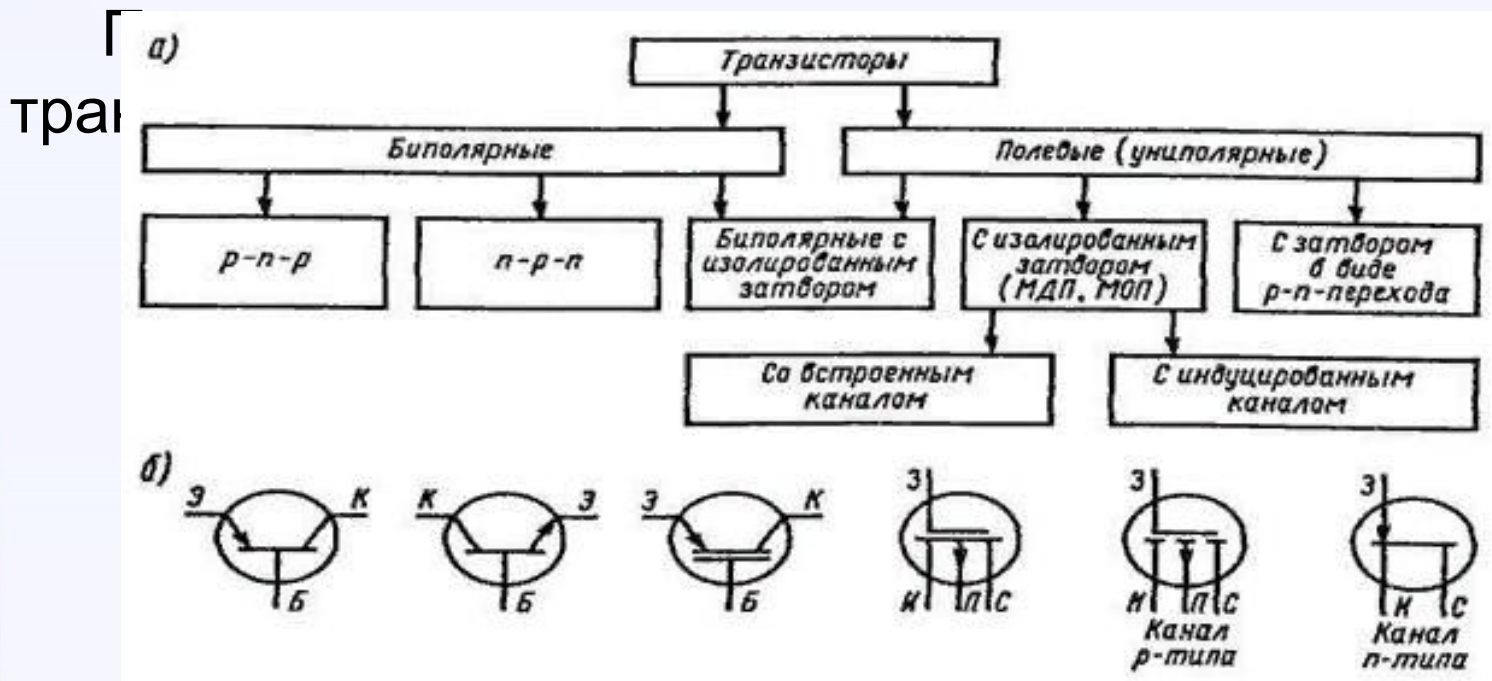 а)
Транзисторы
Биполярные
Полевые (униполярные)
p-n-p
n-p-n
Биполярные с
изолированным
затвором
С изолированным
затвором
(МДП, МОП)
С затвором
в виде
p-n-перехода
Со встроенным
каналом
С индуцированным
каналом
б)
Э К
Б
К Э
Б
Э К
Б
З
И П С
З
И П С
Канал
p-типа
З
И С
Канал
n-типа